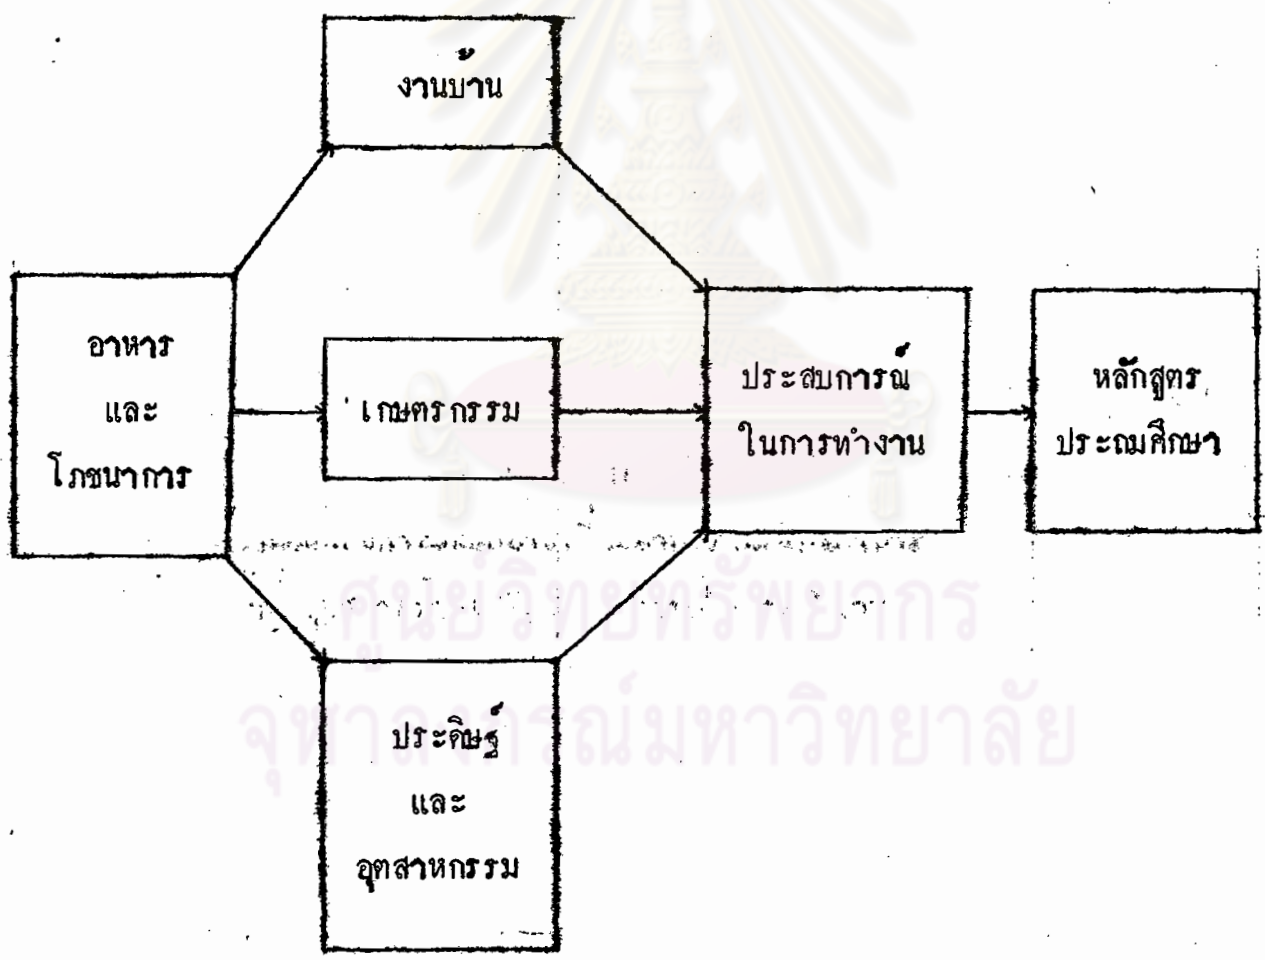 งานบ้าน
อาหาร
และ
โภชนาการ
เกษตรกรรม
ประสบการณ์
ในการทำงาน
หลักสูตร
ประถมศึกษา
ประดิษฐ์
และ
อุตสาหกรรม
ศูนย์วิทยทรัพยากร
จุฬาลงกรณ์มหาวิทยาลัย